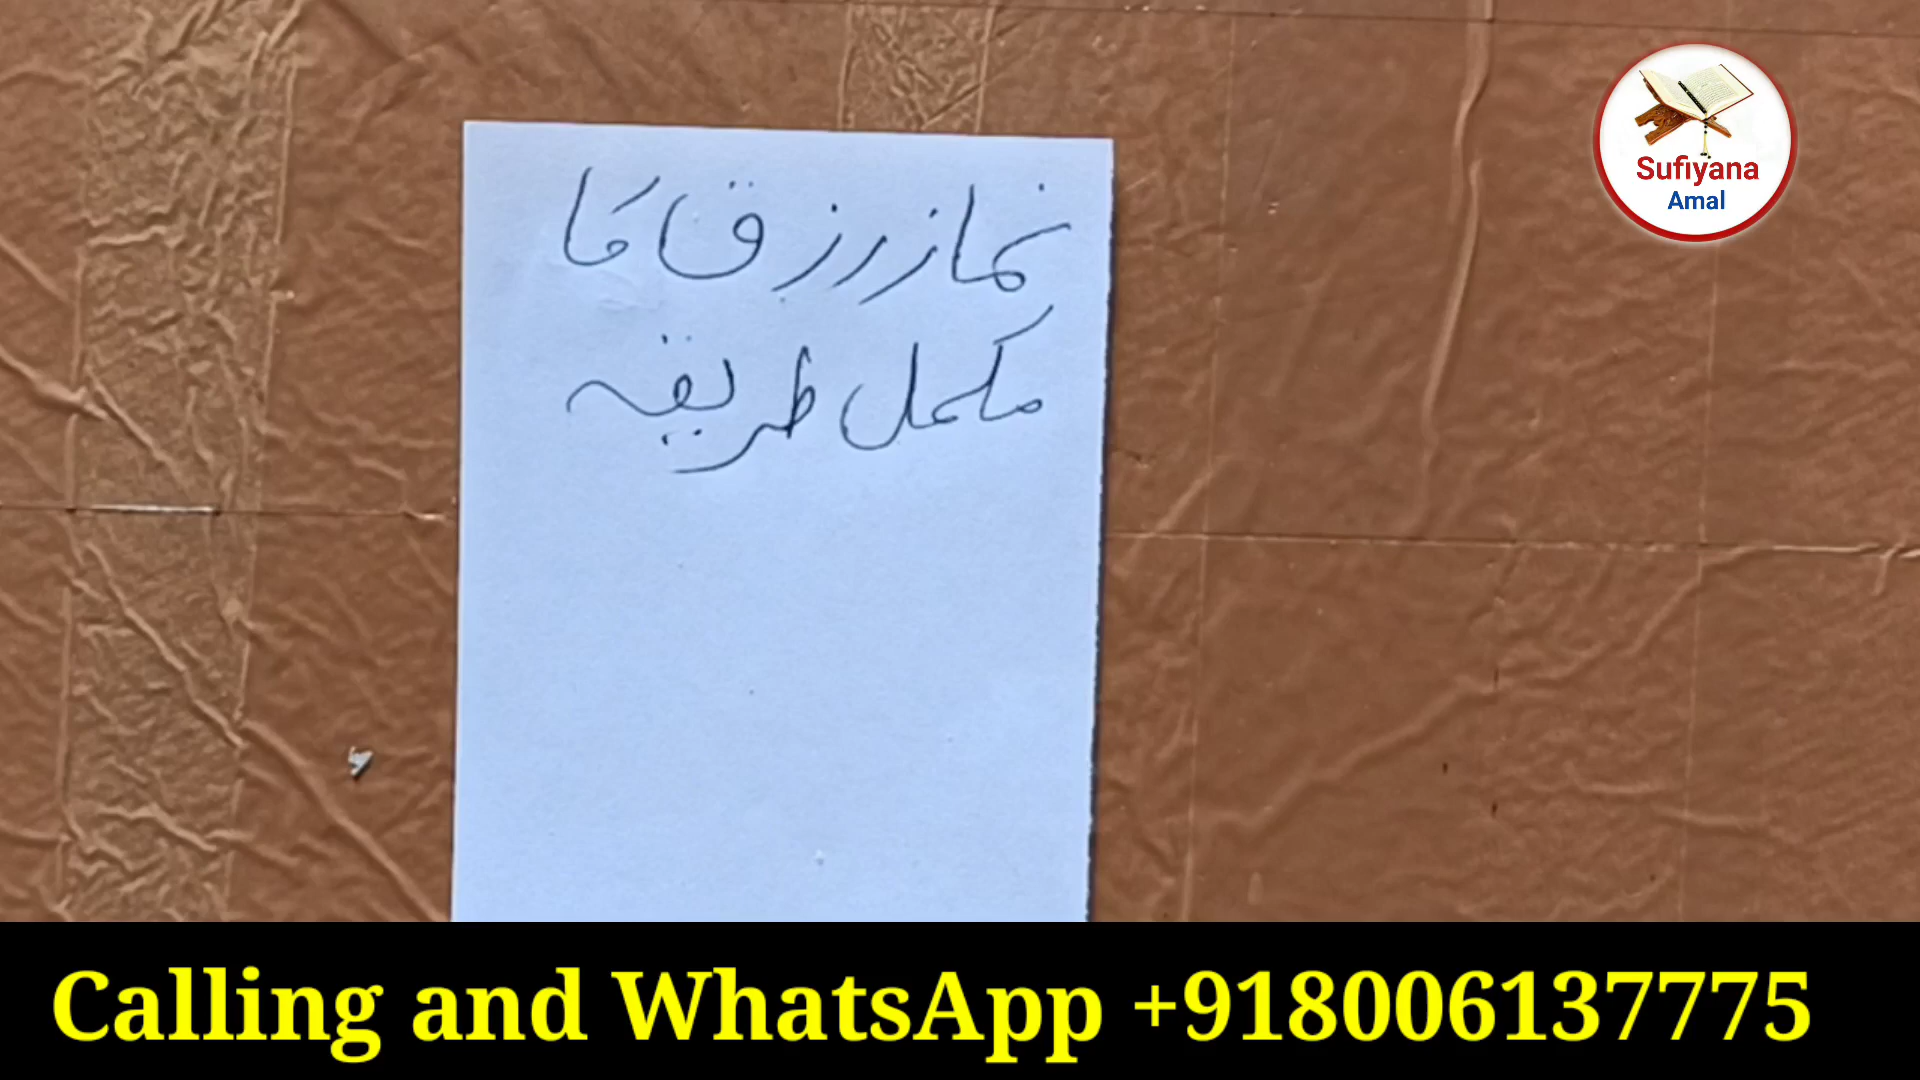 Sufiyana
Amal
نماز رزق کا
مکمل طریقہ
Calling and WhatsApp +918006137775